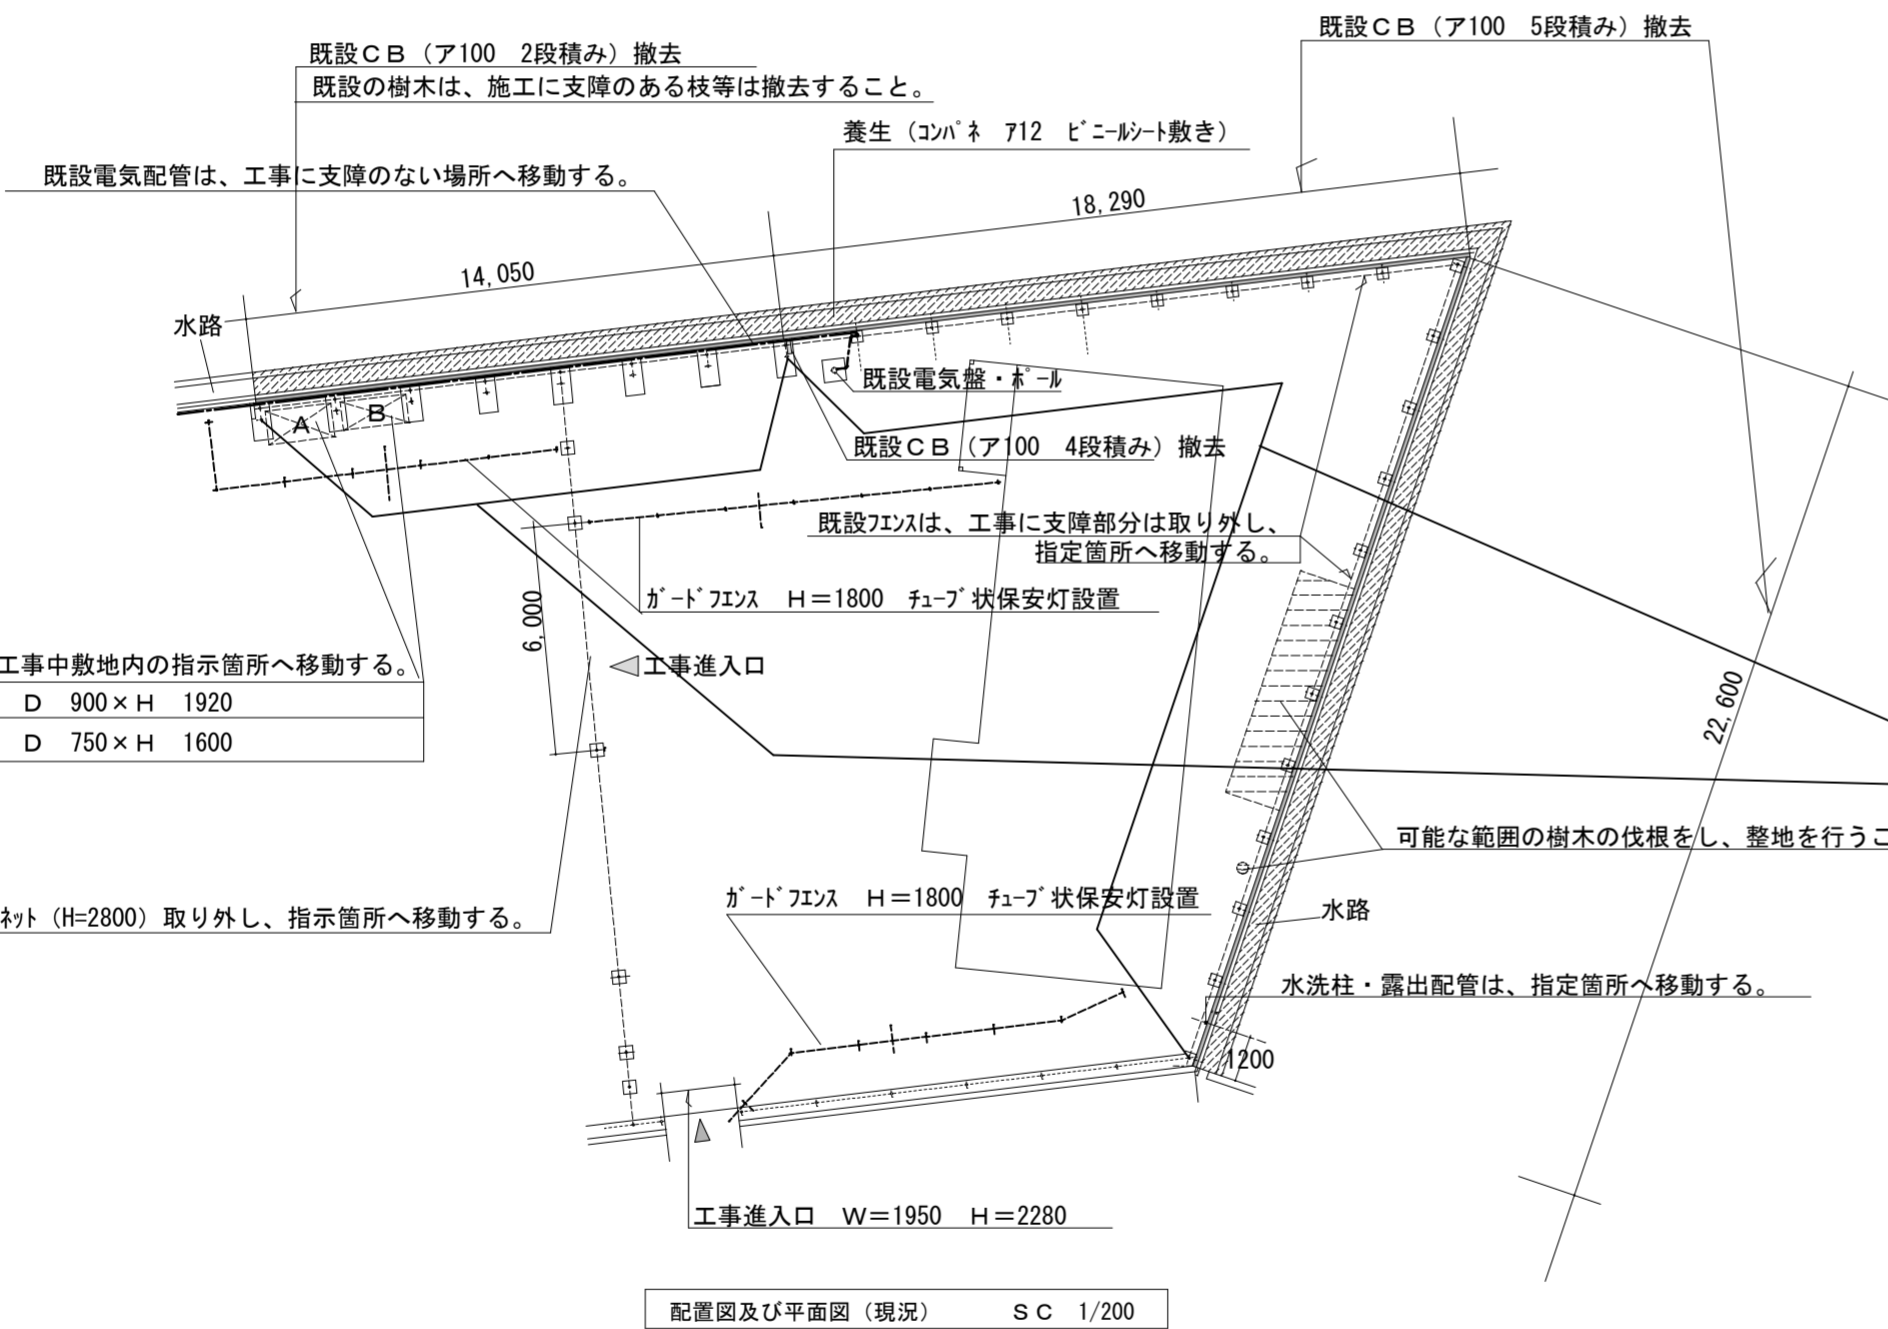 既設ＣＢ（ア100　5段積み）撤去
既設ＣＢ（ア100　2段積み）撤去
既設の樹木は、施工に支障のある枝等は撤去すること。
養生（ｺﾝﾊﾟﾈ　ｱ12　ﾋﾞﾆｰﾙｼｰﾄ敷き）
既設電気配管は、工事に支障のない場所へ移動する。
18,290
14,050
水路
既設電気盤・ﾎﾟｰﾙ
A
B
既設ＣＢ（ア100　4段積み）撤去
既設ﾌｴﾝｽは、工事に支障部分は取り外し、
指定箇所へ移動する。
ｶﾞｰﾄﾞﾌｴﾝｽ　Ｈ＝1800　ﾁｭｰﾌﾞ状保安灯設置
6,000
工事進入口
工事中敷地内の指示箇所へ移動する。
Ｄ　900×Ｈ　1920
Ｄ　750×Ｈ　1600
22,600
可能な範囲の樹木の伐根をし、整地を行うこ
ｶﾞｰﾄﾞﾌｴﾝｽ　Ｈ＝1800　ﾁｭｰﾌﾞ状保安灯設置
ﾈｯﾄ（H=2800）取り外し、指示箇所へ移動する。
水路
水洗柱・露出配管は、指定箇所へ移動する。
1200
工事進入口　Ｗ＝1950　Ｈ＝2280
配置図及び平面図（現況）　ＳＣ　1/200